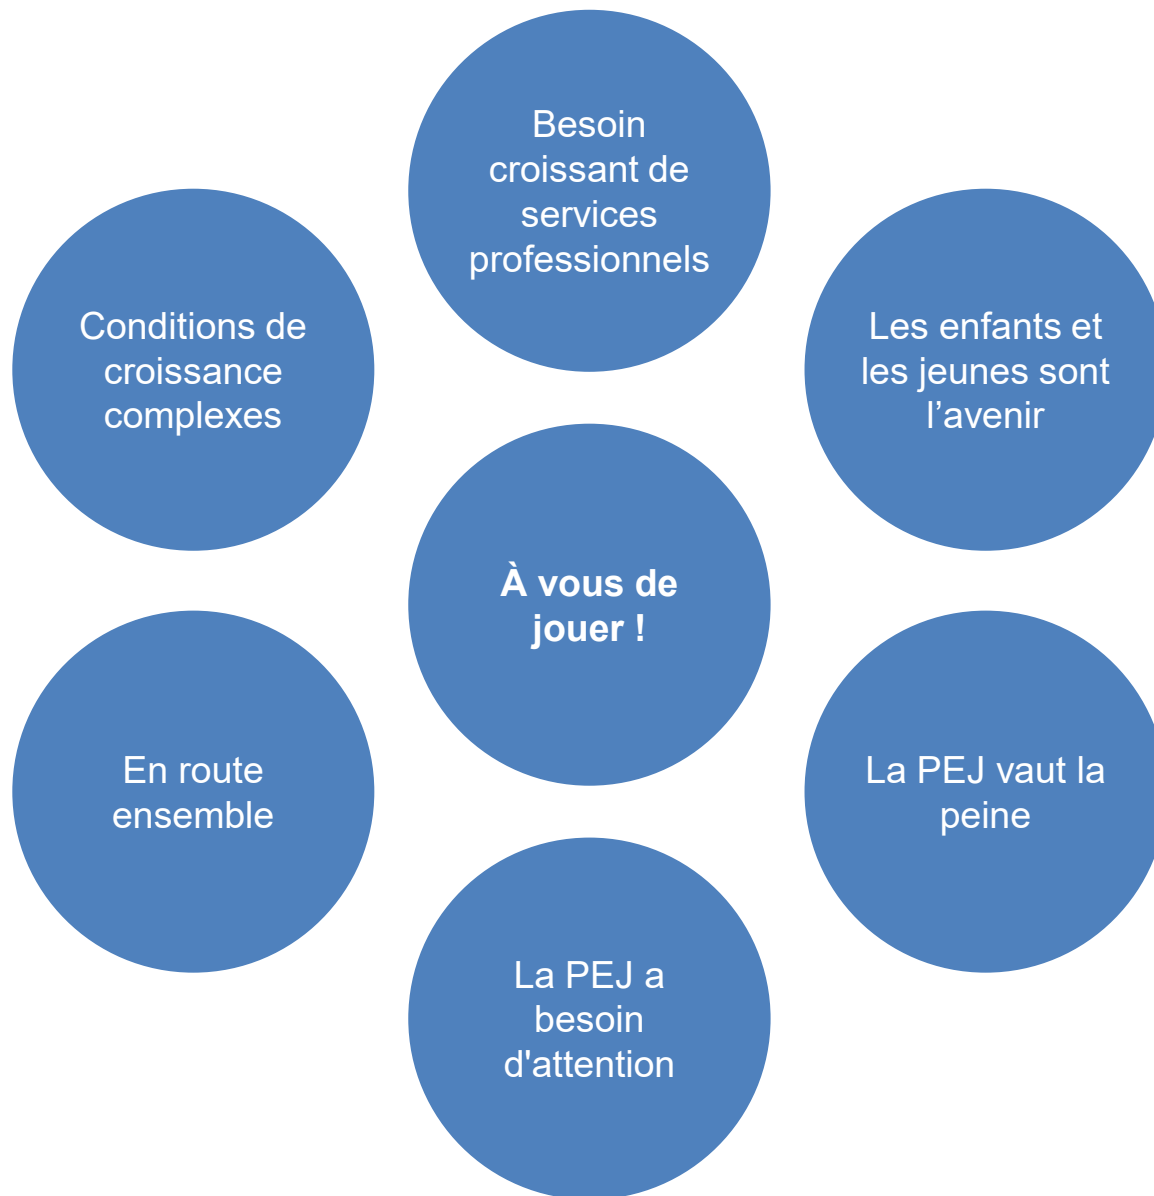 Besoin
croissant de
services
professionnels
Conditions de
croissance
complexes
Les enfants et
les jeunes sont
l’avenir
À vous de
jouer !
En route
ensemble
La PEJ vaut la
peine
La PEJ a
besoin
d'attention